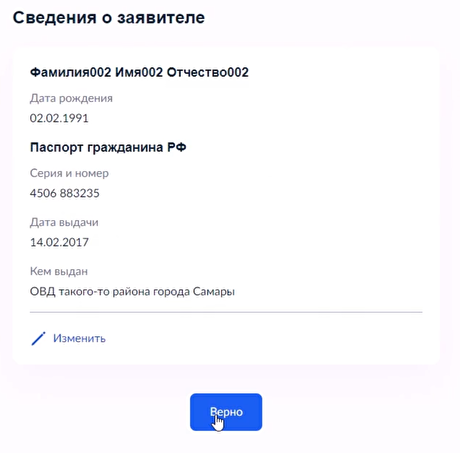 Сведения о заявителе
Фамилия002 Имя002 Отчество002
Дата рождения
02.02.1991
Паспорт гражданина РФ
Серия и номер
4506 883235
Дата выдачи
14.02.2017
Кем выдан
ОВД такого-то района города Самары
Изменить
Верно